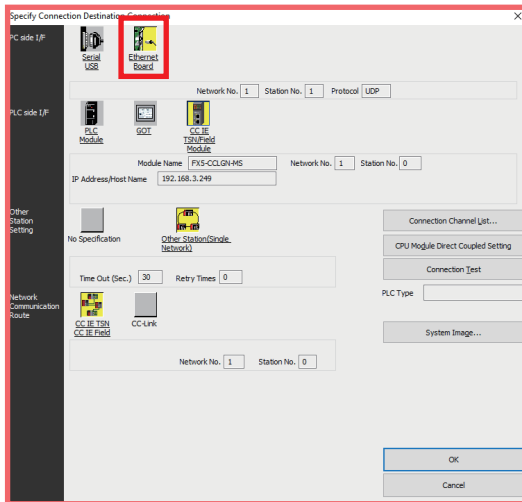 Specify Connection Destination Connection
PC side I/F
Serial
USB
Ethernet
Board
Network No. 1 Station No. 1 Protocol UDP
PLC side I/F
PLC
Module
GOT
CC IE
TSN/Field
Module
Module Name FX5-CCLGN-MS Network No. 1 Station No. 0
IP Address/Host Name 192.168.3.249
Other
Station
Setting
No Specification
Other Station(Single
Network)
Connection Channel List...
CPU Module Direct Coupled Setting
Time Out (Sec.) 30 Retry Times 0
Connection Test
PLC Type
Network
Communication
Route
CC IE TSN
CC IE Field
CC-Link
System Image...
Network No. 1 Station No. 0
OK
Cancel